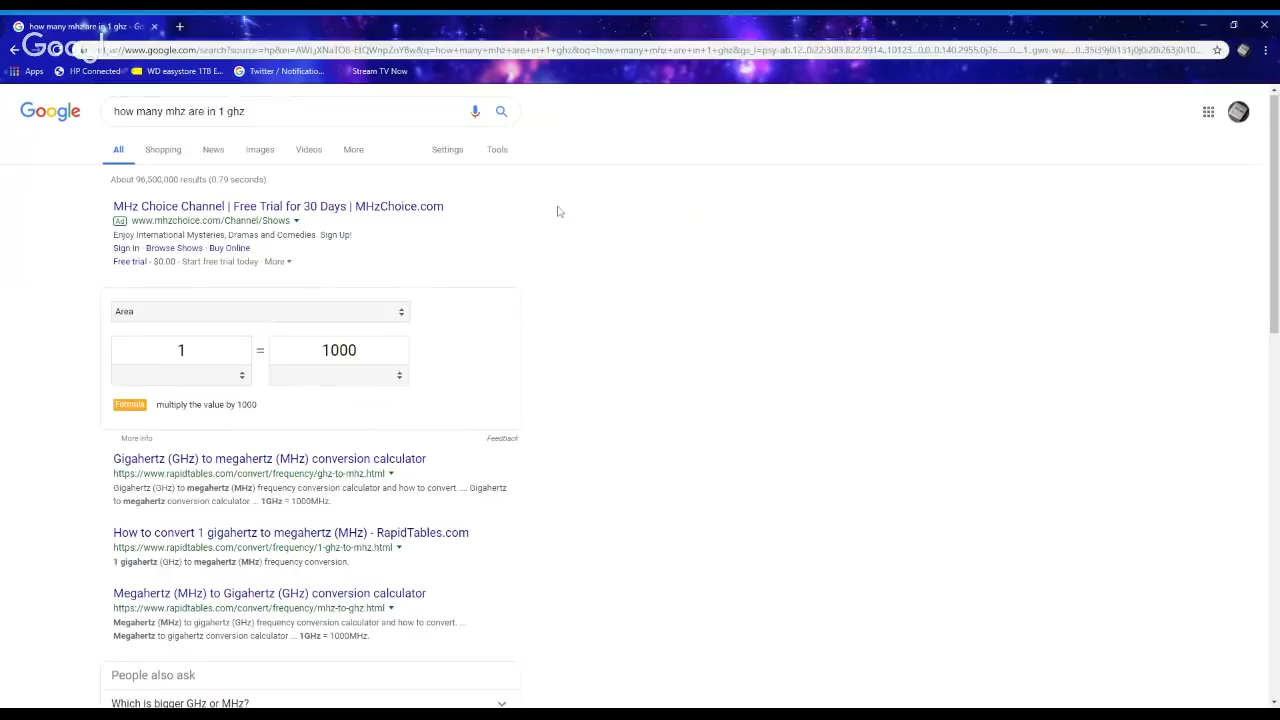 how many mhz are in 1 ghz - Go
https://www.google.com/search?source=hp&ei=
Apps
HP Connected
WD easystore 1TB E...
Twitter / Notificatio...
Stream TV Now
Google
how many mhz are in 1 ghz
All
Shopping
News
Images
Videos
More
Settings
Tools
About 96,500,000 results (0.79 seconds)
MHz Choice Channel | Free Trial for 30 Days | MHzChoice.com
Ad www.mhzchoice.com/Channel/Shows
Enjoy International Mysteries, Dramas and Comedies. Sign Up!
Sign In · Browse Shows · Buy Online
Free trial - $0.00 - Start free trial today · More
Area
1 = 1000
Formula multiply the value by 1000
More info
Feedback
Gigahertz (GHz) to megahertz (MHz) conversion calculator
https://www.rapidtables.com/convert/frequency/ghz-to-mhz.html
Gigahertz (GHz) to megahertz (MHz) frequency conversion calculator and how to convert. ... Gigahertz
to megahertz conversion calculator ... 1GHz = 1000MHz.
How to convert 1 gigahertz to megahertz (MHz) - RapidTables.com
https://www.rapidtables.com/convert/frequency/1-ghz-to-mhz.html
1 gigahertz (GHz) to megahertz (MHz) frequency conversion.
Megahertz (MHz) to Gigahertz (GHz) conversion calculator
https://www.rapidtables.com/convert/frequency/mhz-to-ghz.html
Megahertz (MHz) to gigahertz (GHz) frequency conversion calculator and how to convert. ...
Megahertz to gigahertz conversion calculator ... 1GHz = 1000MHz.
People also ask
Which is bigger GHz or MHz?